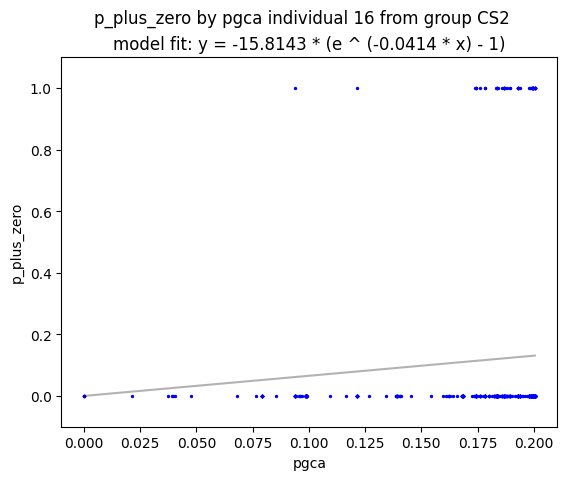 p_plus_zero by pgca individual 16 from group CS2
model fit: y = -15.8143 * (e ^ (-0.0414 * x) - 1)
1.0
0.8
0.6
0.4
0.2
0.0
p_plus_zero
0.000 0.025 0.050 0.075 0.100 0.125 0.150 0.175 0.200
pgca